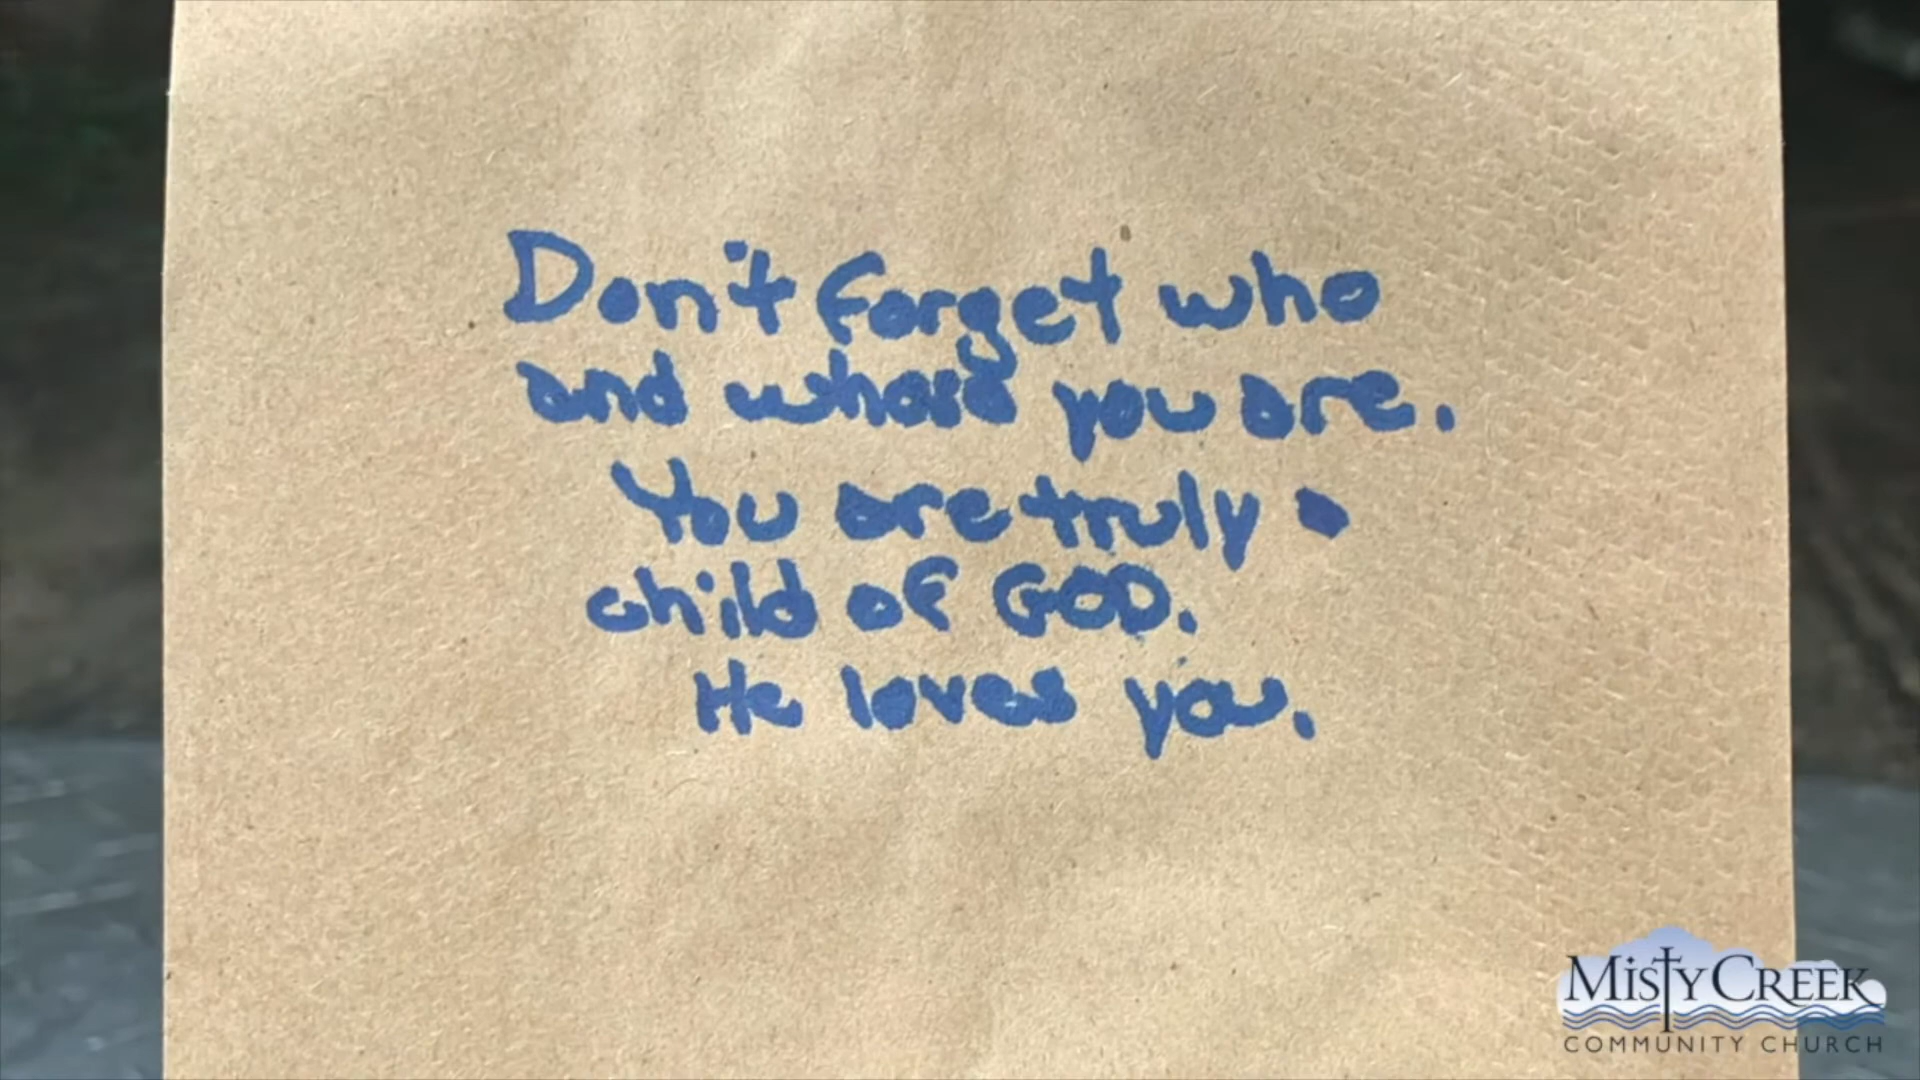 Don't forget who
and whose you are.
You are truly a
child of GOD.
He loves you.
MISTY CREEK
COMMUNITY CHURCH